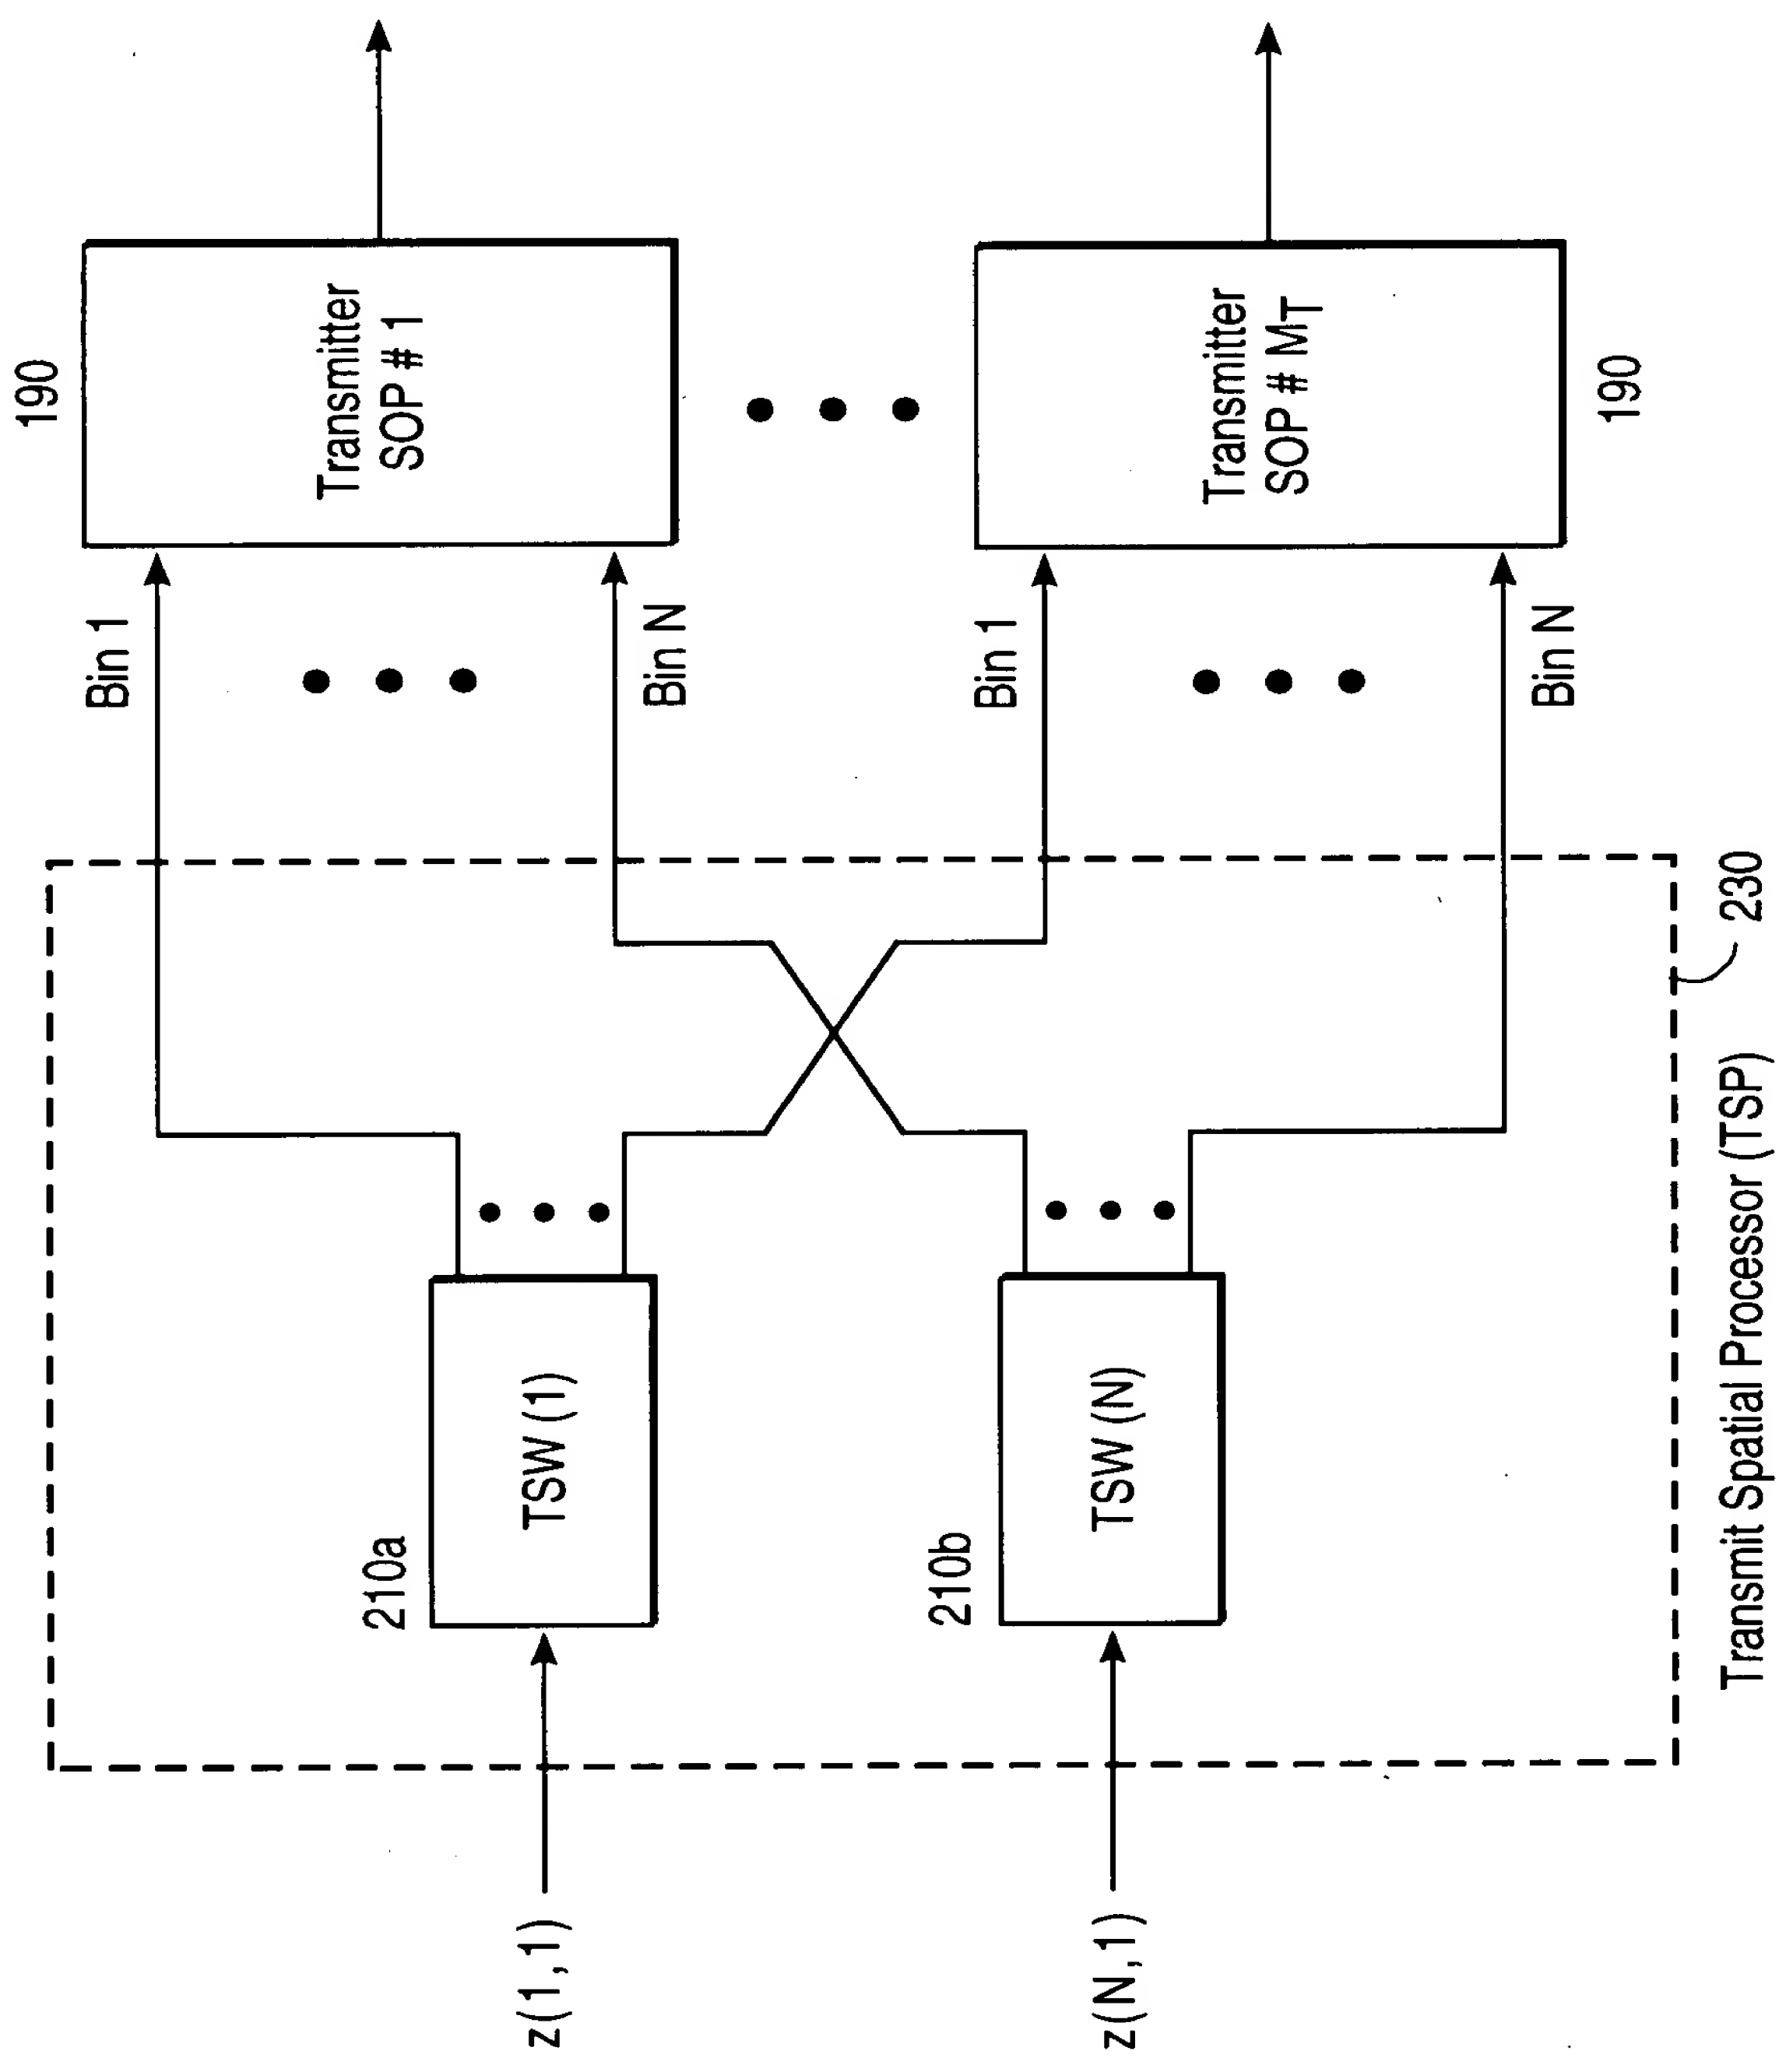 190
Transmitter
SOP # 1
Bin 1
Bin N
Transmitter
SOP # MT
190
Bin 1
Bin N
210a
TSW (1)
210b
TSW (N)
z(1,1)
z(N,1)
230
Transmit Spatial Processor (TSP)